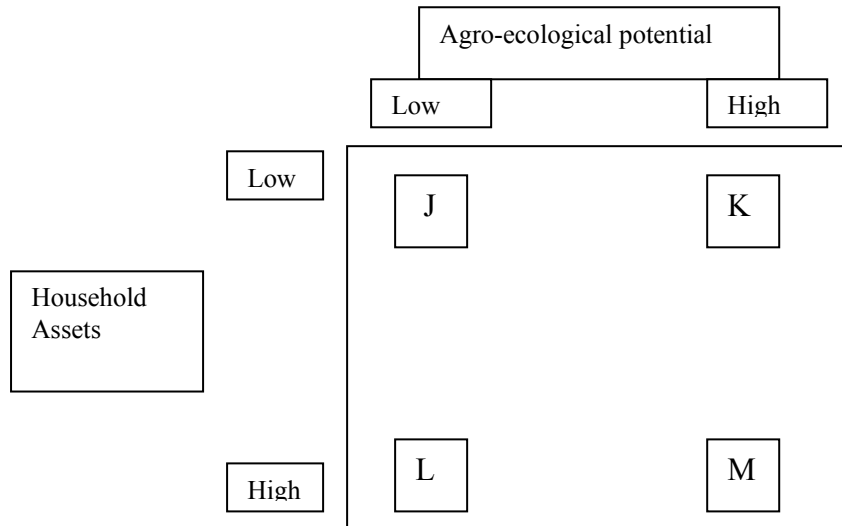 Agro-ecological potential
Low
High
Low
J
K
Household
Assets
L
M
High